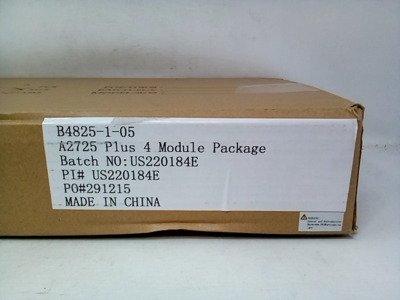 B4825-1-05
A2725 Plus 4 Module Package
Batch NO:US220184E
PI# US220184E
PO#291215
MADE IN CHINA